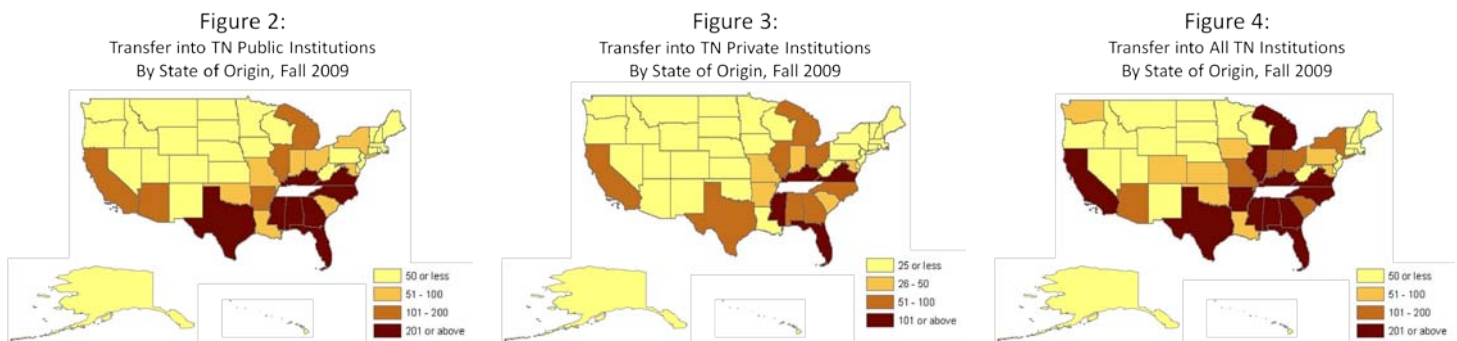 Figure 2:
Transfer into TN Public Institutions
By State of Origin, Fall 2009
50 or less
51 - 100
101 - 200
201 or above
Figure 3:
Transfer into TN Private Institutions
By State of Origin, Fall 2009
25 or less
26 - 50
51 - 100
101 or above
Figure 4:
Transfer into All TN Institutions
By State of Origin, Fall 2009
50 or less
51 - 100
101 - 200
201 or above